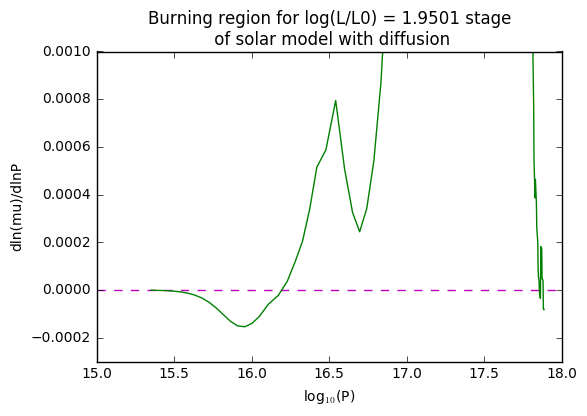 Burning region for log(L/L0) = 1.9501 stage
of solar model with diffusion
dln(mu)/dlnP
0.0010
0.0008
0.0006
0.0004
0.0002
0.0000
−0.0002
15.0 15.5 16.0 16.5 17.0 17.5 18.0
log₁₀(P)